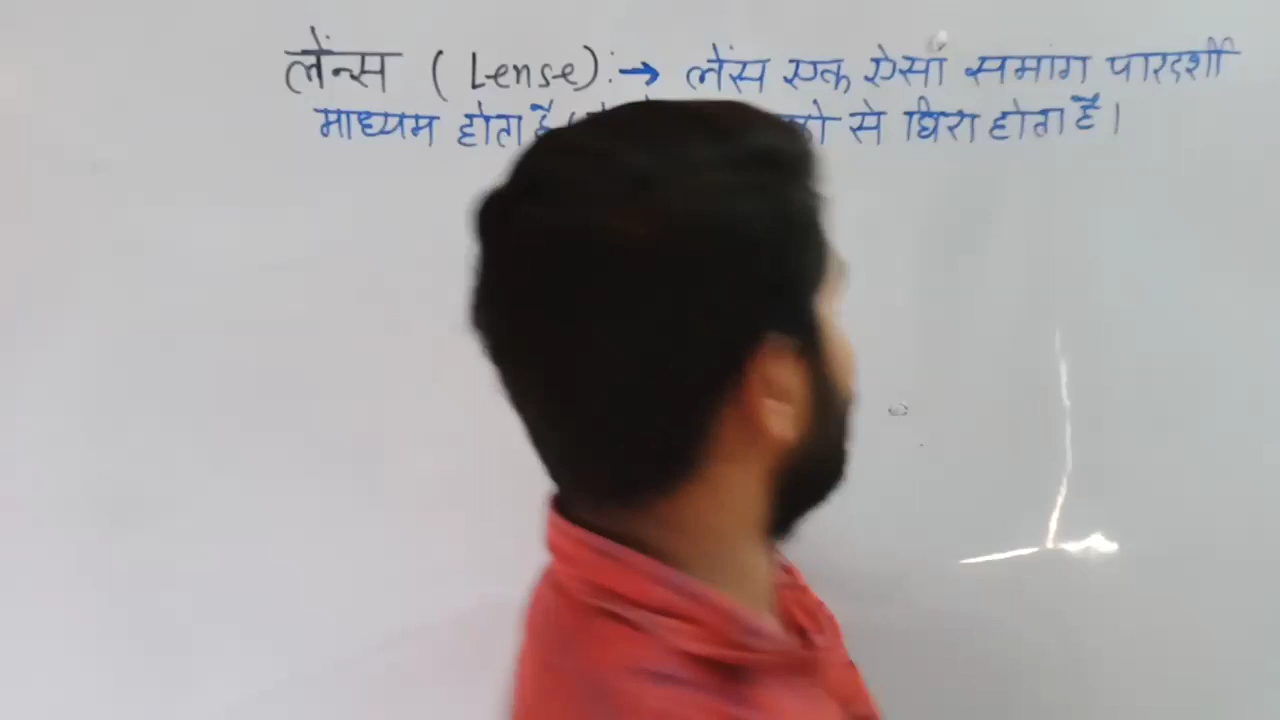 लेंन्स ( Lense ) :→ लेंस एक ऐसा समांग पारदर्शी
माध्यम होता है से घिरा होता है।